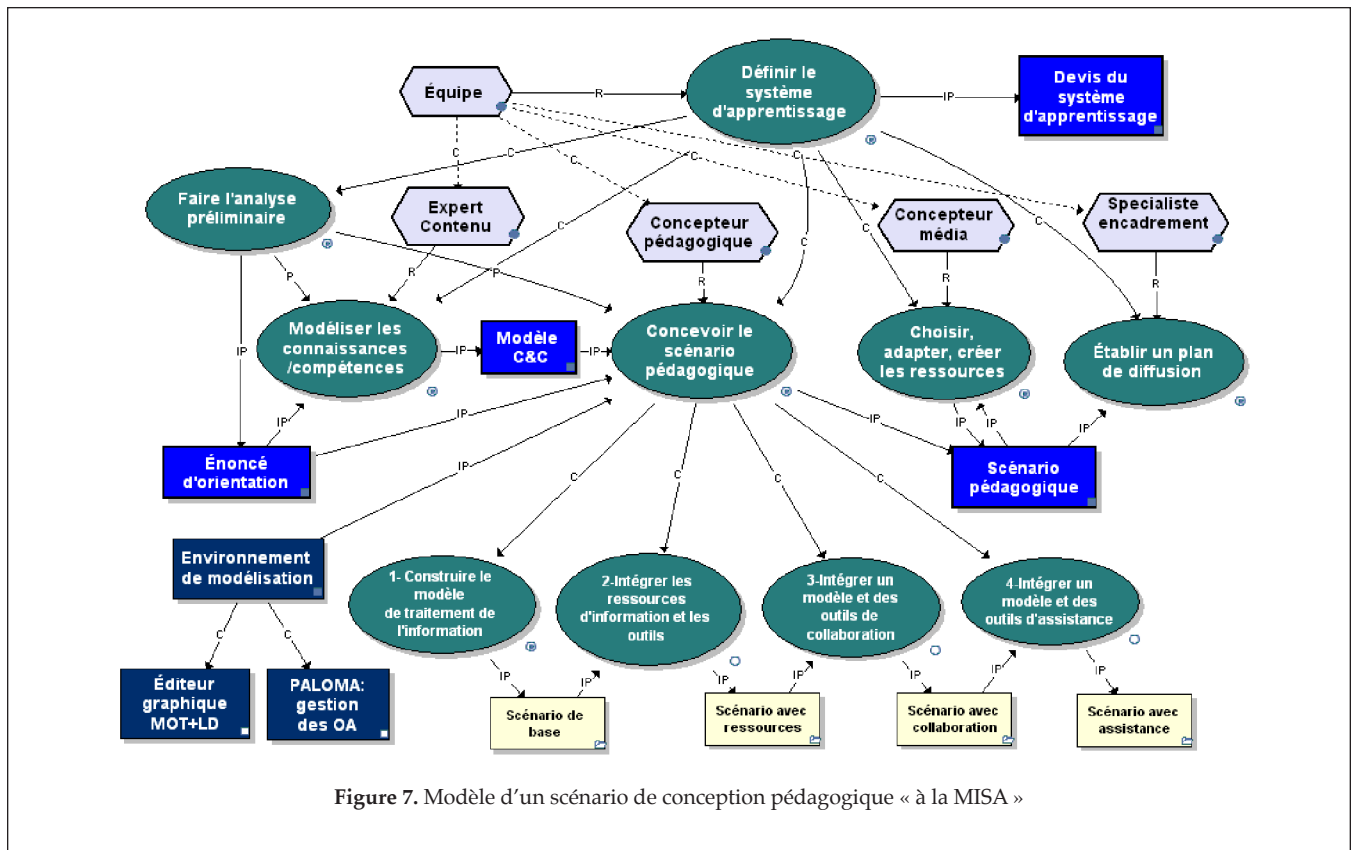 Équipe
R
Définir le
système
d'apprentissage
IP
Devis du
système
d'apprentissage
C
C
C
C
C
C
Faire l'analyse
préliminaire
Expert
Contenu
Concepteur
pédagogique
Concepteur
média
Specialiste
encadrement
C
C
C
C
P
R
P
R
R
R
IP
Modéliser les
connaissances
/compétences
IP
Modèle
C&C
IP
Concevoir le
scénario
pédagogique
Choisir,
adapter, créer
les ressources
Établir un plan
de diffusion
IP
IP
IP
IP
IP
IP
Énoncé
d'orientation
IP
Scénario
pédagogique
C
C
C
C
Environnement
de modélisation
1- Construire le
modèle
de traitement de
l'information
2-Intégrer les
ressources
d'information et les
outils
3-Intégrer un
modèle et des
outils de
collaboration
4-Intégrer un
modèle et des
outils d'assistance
C
C
IP
IP
IP
IP
IP
IP
IP
Éditeur
graphique
MOT+LD
PALOMA:
gestion
des OA
Scénario de
base
Scénario avec
ressources
Scénario avec
collaboration
Scénario avec
assistance
Figure 7. Modèle d'un scénario de conception pédagogique « à la MISA »